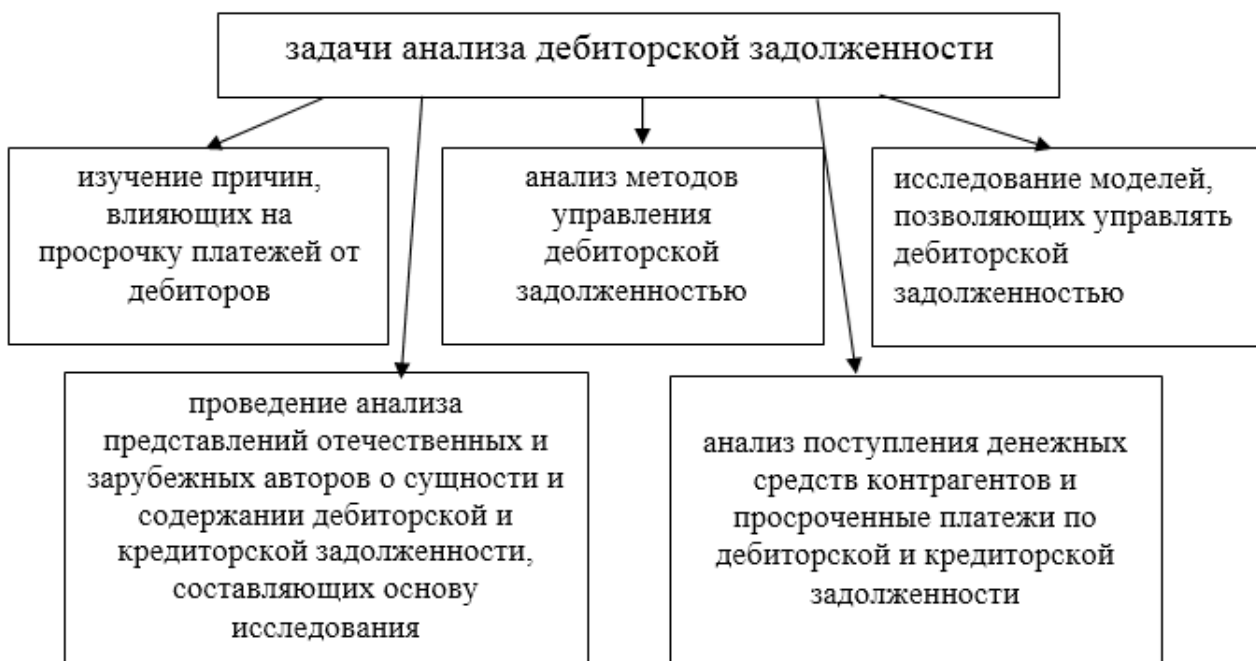 задачи анализа дебиторской задолженности
изучение причин,
влияющих на
просрочку платежей от
дебиторов
анализ методов
управления
дебиторской
задолженностью
исследование моделей,
позволяющих управлять
дебиторской
задолженностью
проведение анализа
представлений отечественных и
зарубежных авторов о сущности и
содержании дебиторской и
кредиторской задолженности,
составляющих основу
исследования
анализ поступления денежных
средств контрагентов и
просроченные платежи по
дебиторской и кредиторской
задолженности